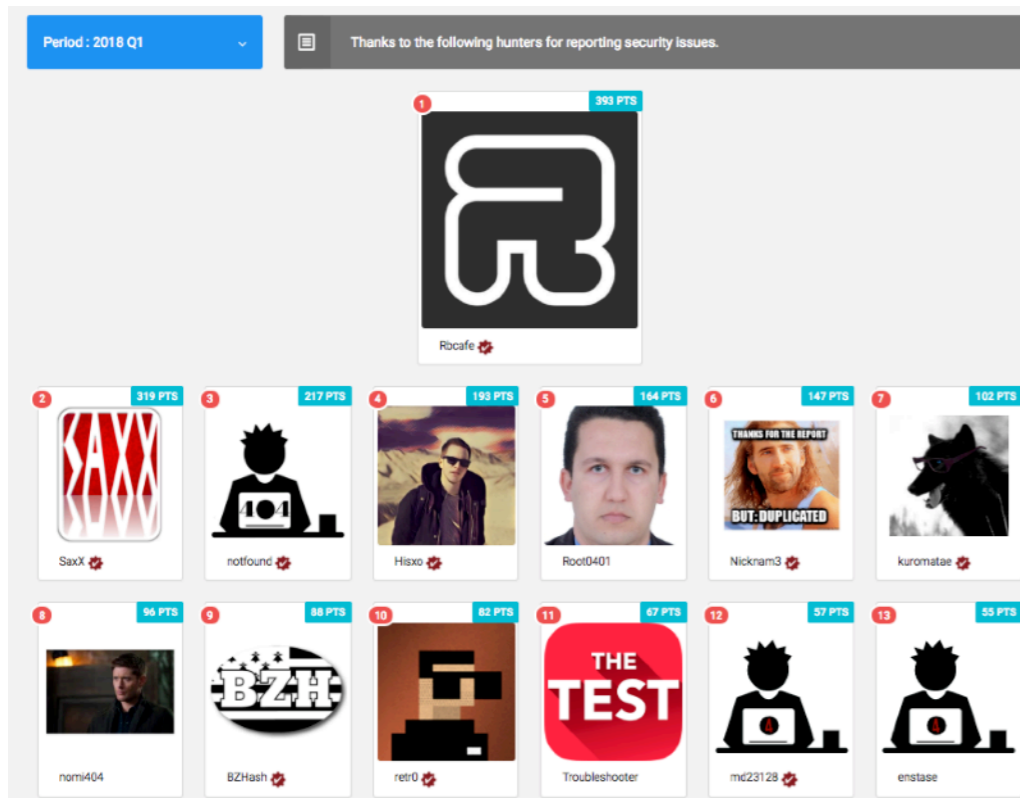 Period : 2018 Q1
Thanks to the following hunters for reporting security issues.
1
393 PTS
Rbcafe
2
319 PTS
3
217 PTS
4
193 PTS
5
164 PTS
6
147 PTS
7
102 PTS
SAXX
404
THANKS FOR THE REPORT
BUT: DUPLICATED
SaxX
notfound
Hisxo
Root0401
Nicknam3
kuromatae
8
96 PTS
9
88 PTS
10
82 PTS
11
67 PTS
12
57 PTS
13
55 PTS
BZH
THE
TEST
nomi404
BZHash
retr0
Troubleshooter
md23128
enstase